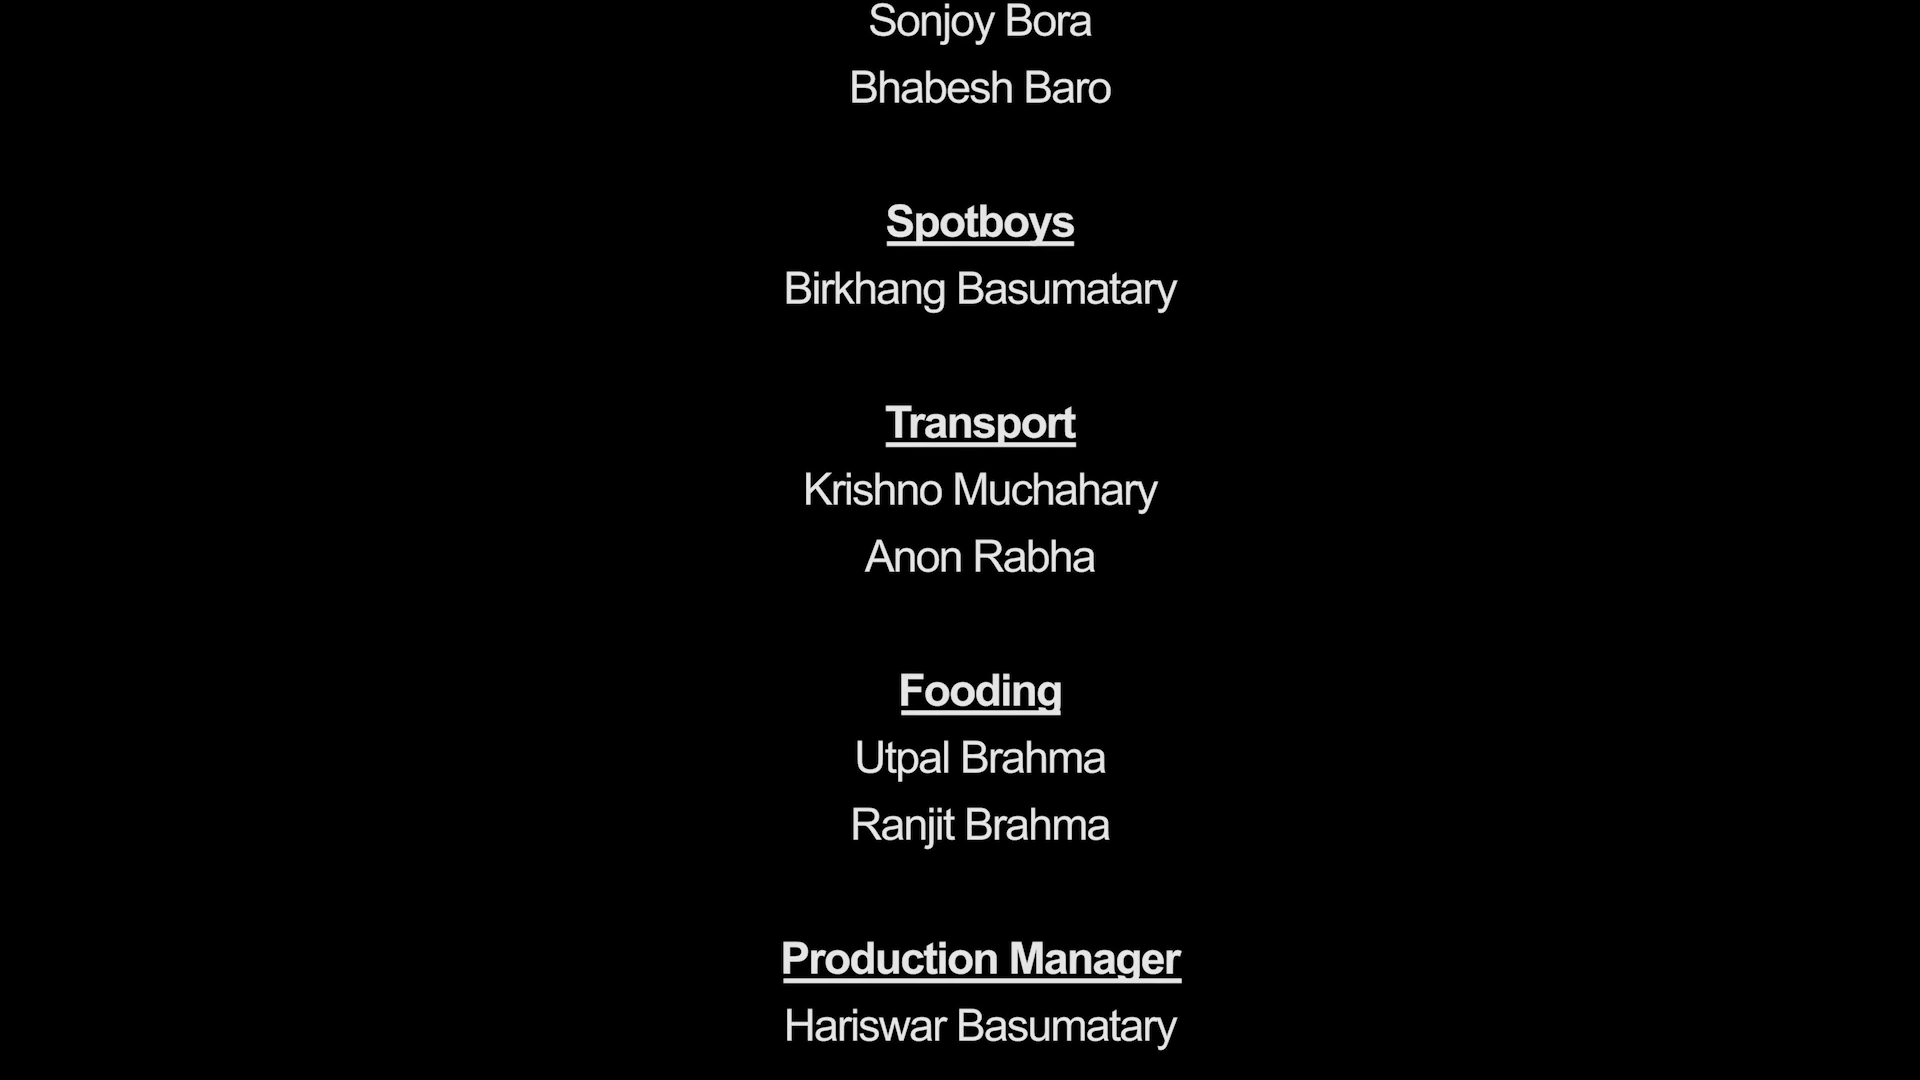 Sonjoy Bora
Bhabesh Baro
Spotboys
Birkhang Basumatary
Transport
Krishno Muchahary
Anon Rabha
Fooding
Utpal Brahma
Ranjit Brahma
Production Manager
Hariswar Basumatary